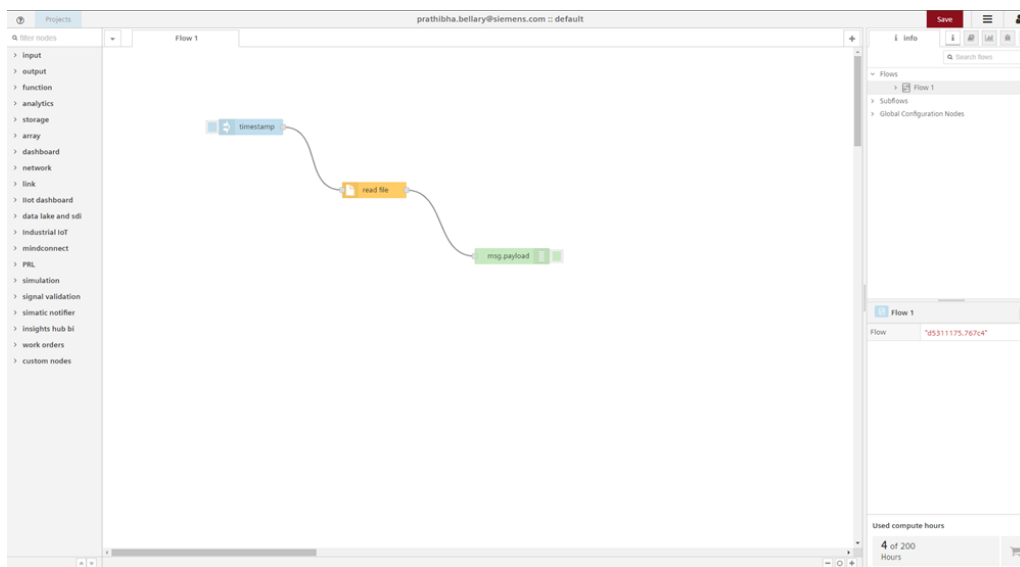 Projects
prathibha.bellary@siemens.com :: default
Save
filter nodes
Flow 1
info
Search flows
input
output
function
analytics
storage
array
dashboard
network
link
IIot dashboard
data lake and sdi
Industrial IoT
mindconnect
PRL
simulation
signal validation
simatic notifier
insights hub bi
work orders
custom nodes
timestamp
read file
msg.payload
Flows
Flow 1
Subflows
Global Configuration Nodes
Flow 1
Flow "d5311175.767c4"
Used compute hours
4 of 200
Hours